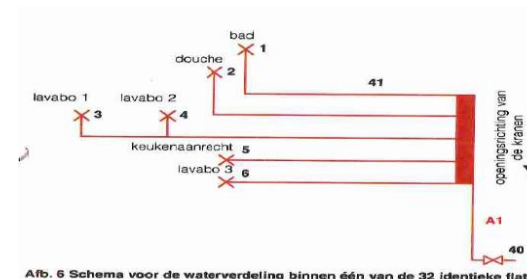 bad
1
douche
2
41
lavabo 1
lavabo 2
3
4
keukenaanrecht 5
lavabo 3 6
openingsrichting van
de kranen
A1
40
Afb. 6 Schema voor de waterverdeling binnen één van de 32 identieke flat